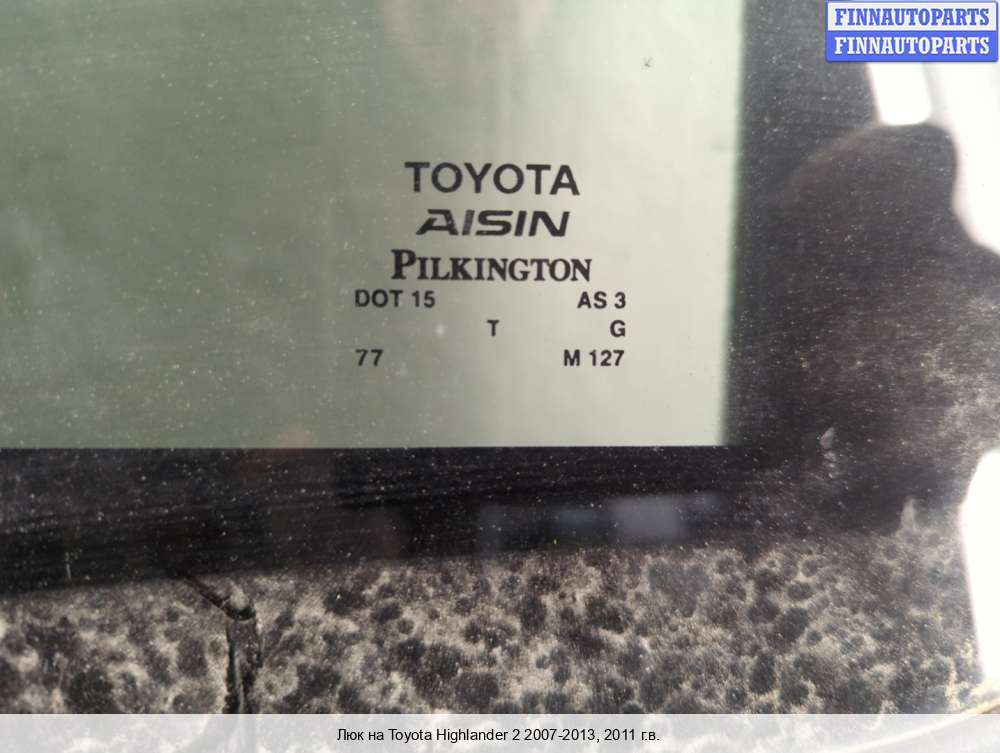 FINNAUTOPARTS
FINNAUTOPARTS
TOYOTA
AISIN
PILKINGTON
DOT 15 AS 3
T G
77 M 127
Люк на Toyota Highlander 2 2007-2013, 2011 г.в.